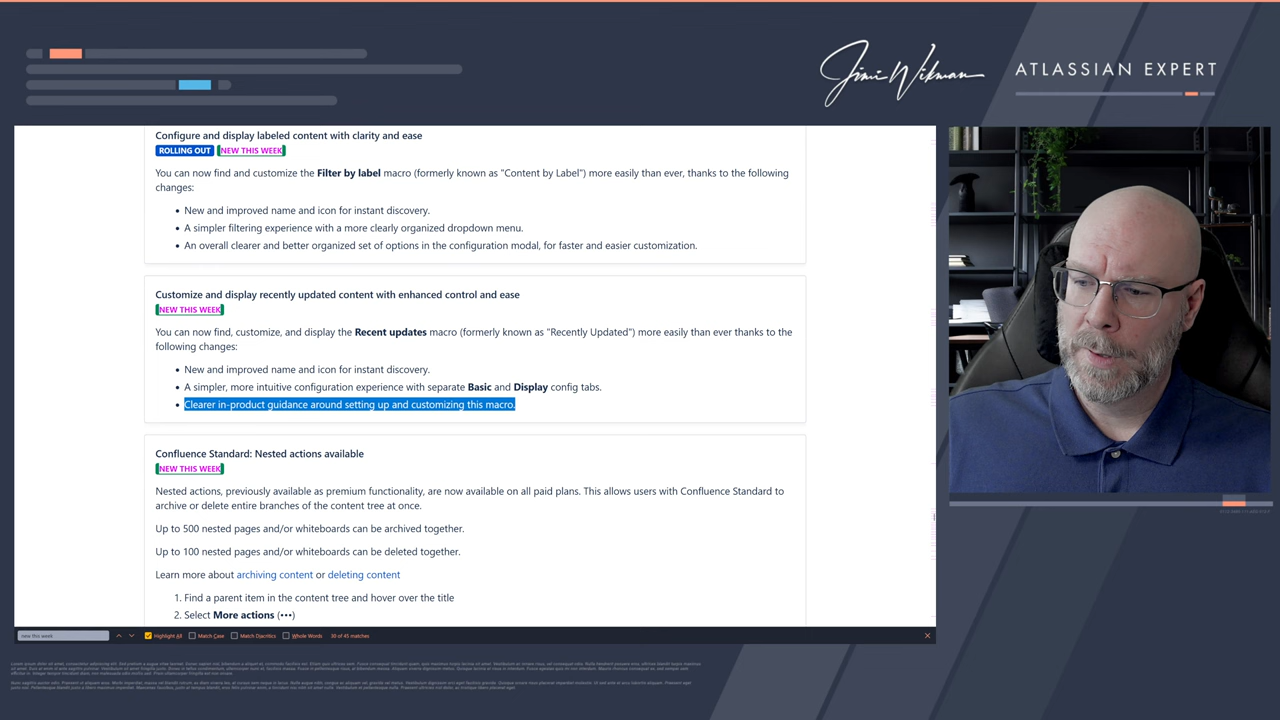 Jimi Wikman
ATLASSIAN EXPERT
Configure and display labeled content with clarity and ease
ROLLING OUT NEW THIS WEEK
You can now find and customize the Filter by label macro (formerly known as "Content by Label") more easily than ever, thanks to the following
changes:
• New and improved name and icon for instant discovery.
• A simpler filtering experience with a more clearly organized dropdown menu.
• An overall clearer and better organized set of options in the configuration modal, for faster and easier customization.
Customize and display recently updated content with enhanced control and ease
NEW THIS WEEK
You can now find, customize, and display the Recent updates macro (formerly known as "Recently Updated") more easily than ever thanks to the
following changes:
• New and improved name and icon for instant discovery.
• A simpler, more intuitive configuration experience with separate Basic and Display config tabs.
• Clearer in-product guidance around setting up and customizing this macro.
Confluence Standard: Nested actions available
NEW THIS WEEK
Nested actions, previously available as premium functionality, are now available on all paid plans. This allows users with Confluence Standard to
archive or delete entire branches of the content tree at once.
Up to 500 nested pages and/or whiteboards can be archived together.
Up to 100 nested pages and/or whiteboards can be deleted together.
Learn more about archiving content or deleting content
1. Find a parent item in the content tree and hover over the title
2. Select More actions (•••)
new this week Highlight All Match Case Match Diacritics Whole Words 30 of 45 matches